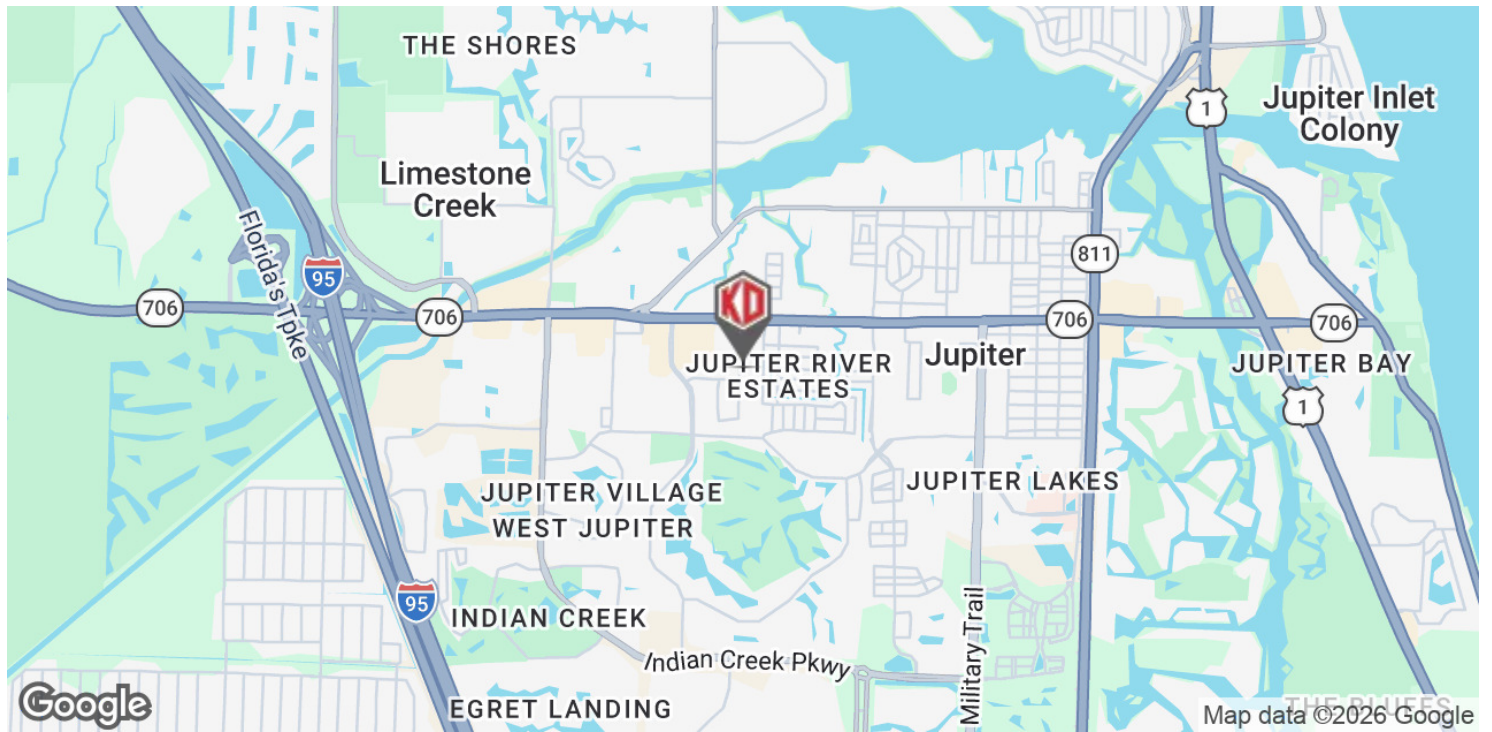 THE SHORES
1
Jupiter Inlet
Colony
Limestone
Creek
Florida's Tpke
811
95
706
706
KD
706
706
JUPITER RIVER
ESTATES
Jupiter
JUPITER BAY
1
JUPITER LAKES
JUPITER VILLAGE
WEST JUPITER
95
INDIAN CREEK
Military Trail
Indian Creek Pkwy
EGRET LANDING
THE BLUFFS
Google
Map data ©2026 Google